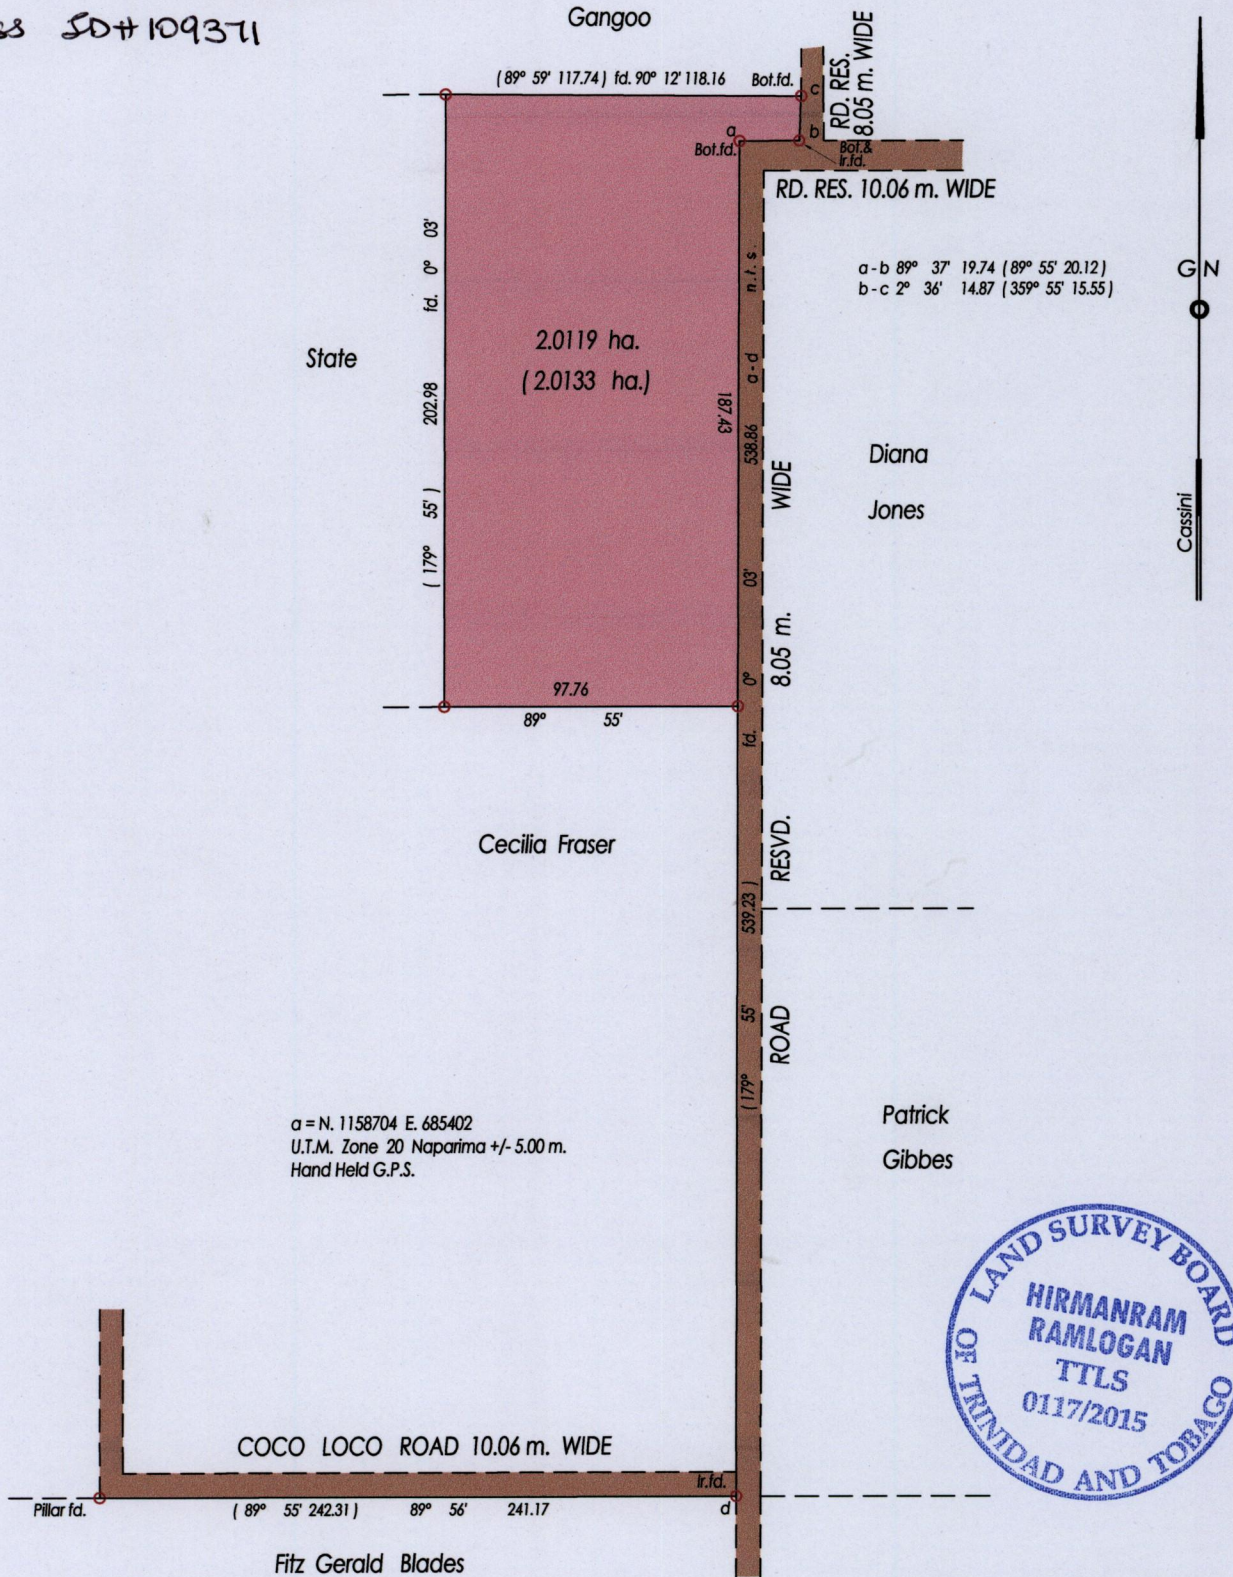 ss ID# 109371
Gangoo
(89° 59' 117.74) fd. 90° 12' 118.16
Bot.fd.
c
RD. RES.
8.05 m. WIDE
a
Bot.fd.
b
Bot.&
Ir.fd.
RD. RES. 10.06 m. WIDE
a-b 89° 37' 19.74 (89° 55' 20.12)
b-c 2° 36' 14.87 (359° 55' 15.55)
G N
Cassini
State
(179° 55') 202.98 fd. 0° 03'
2.0119 ha.
(2.0133 ha.)
187.43
(179° 55' 539.23) fd. 0° 03' 538.86 a-d n.t.s.
ROAD RESVD. 8.05 m. WIDE
Diana
Jones
97.76
89° 55'
Cecilia Fraser
a = N. 1158704 E. 685402
U.T.M. Zone 20 Naparima +/- 5.00 m.
Hand Held G.P.S.
Patrick
Gibbes
LAND SURVEY BOARD
OF TRINIDAD AND TOBAGO
HIRMANRAM
RAMLOGAN
TTLS
0117/2015
COCO LOCO ROAD 10.06 m. WIDE
Ir.fd.
Pillar fd.
(89° 55' 242.31) 89° 56' 241.17
d
Fitz Gerald Blades